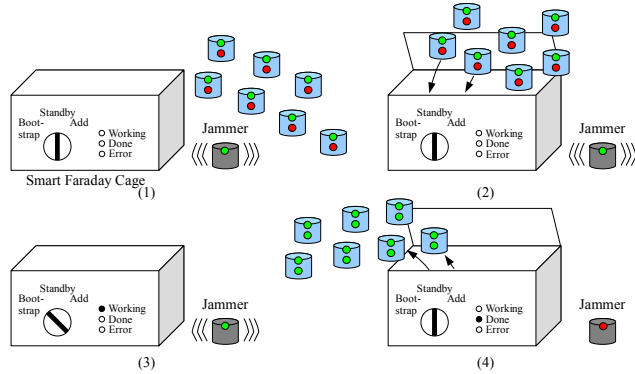 Standby
Boot-
strap
Add
Working
Done
Error
Jammer
Smart Faraday Cage
(1)
Standby
Boot-
strap
Add
Working
Done
Error
Jammer
(2)
Standby
Boot-
strap
Add
Working
Done
Error
Jammer
(3)
Standby
Boot-
strap
Add
Working
Done
Error
Jammer
(4)